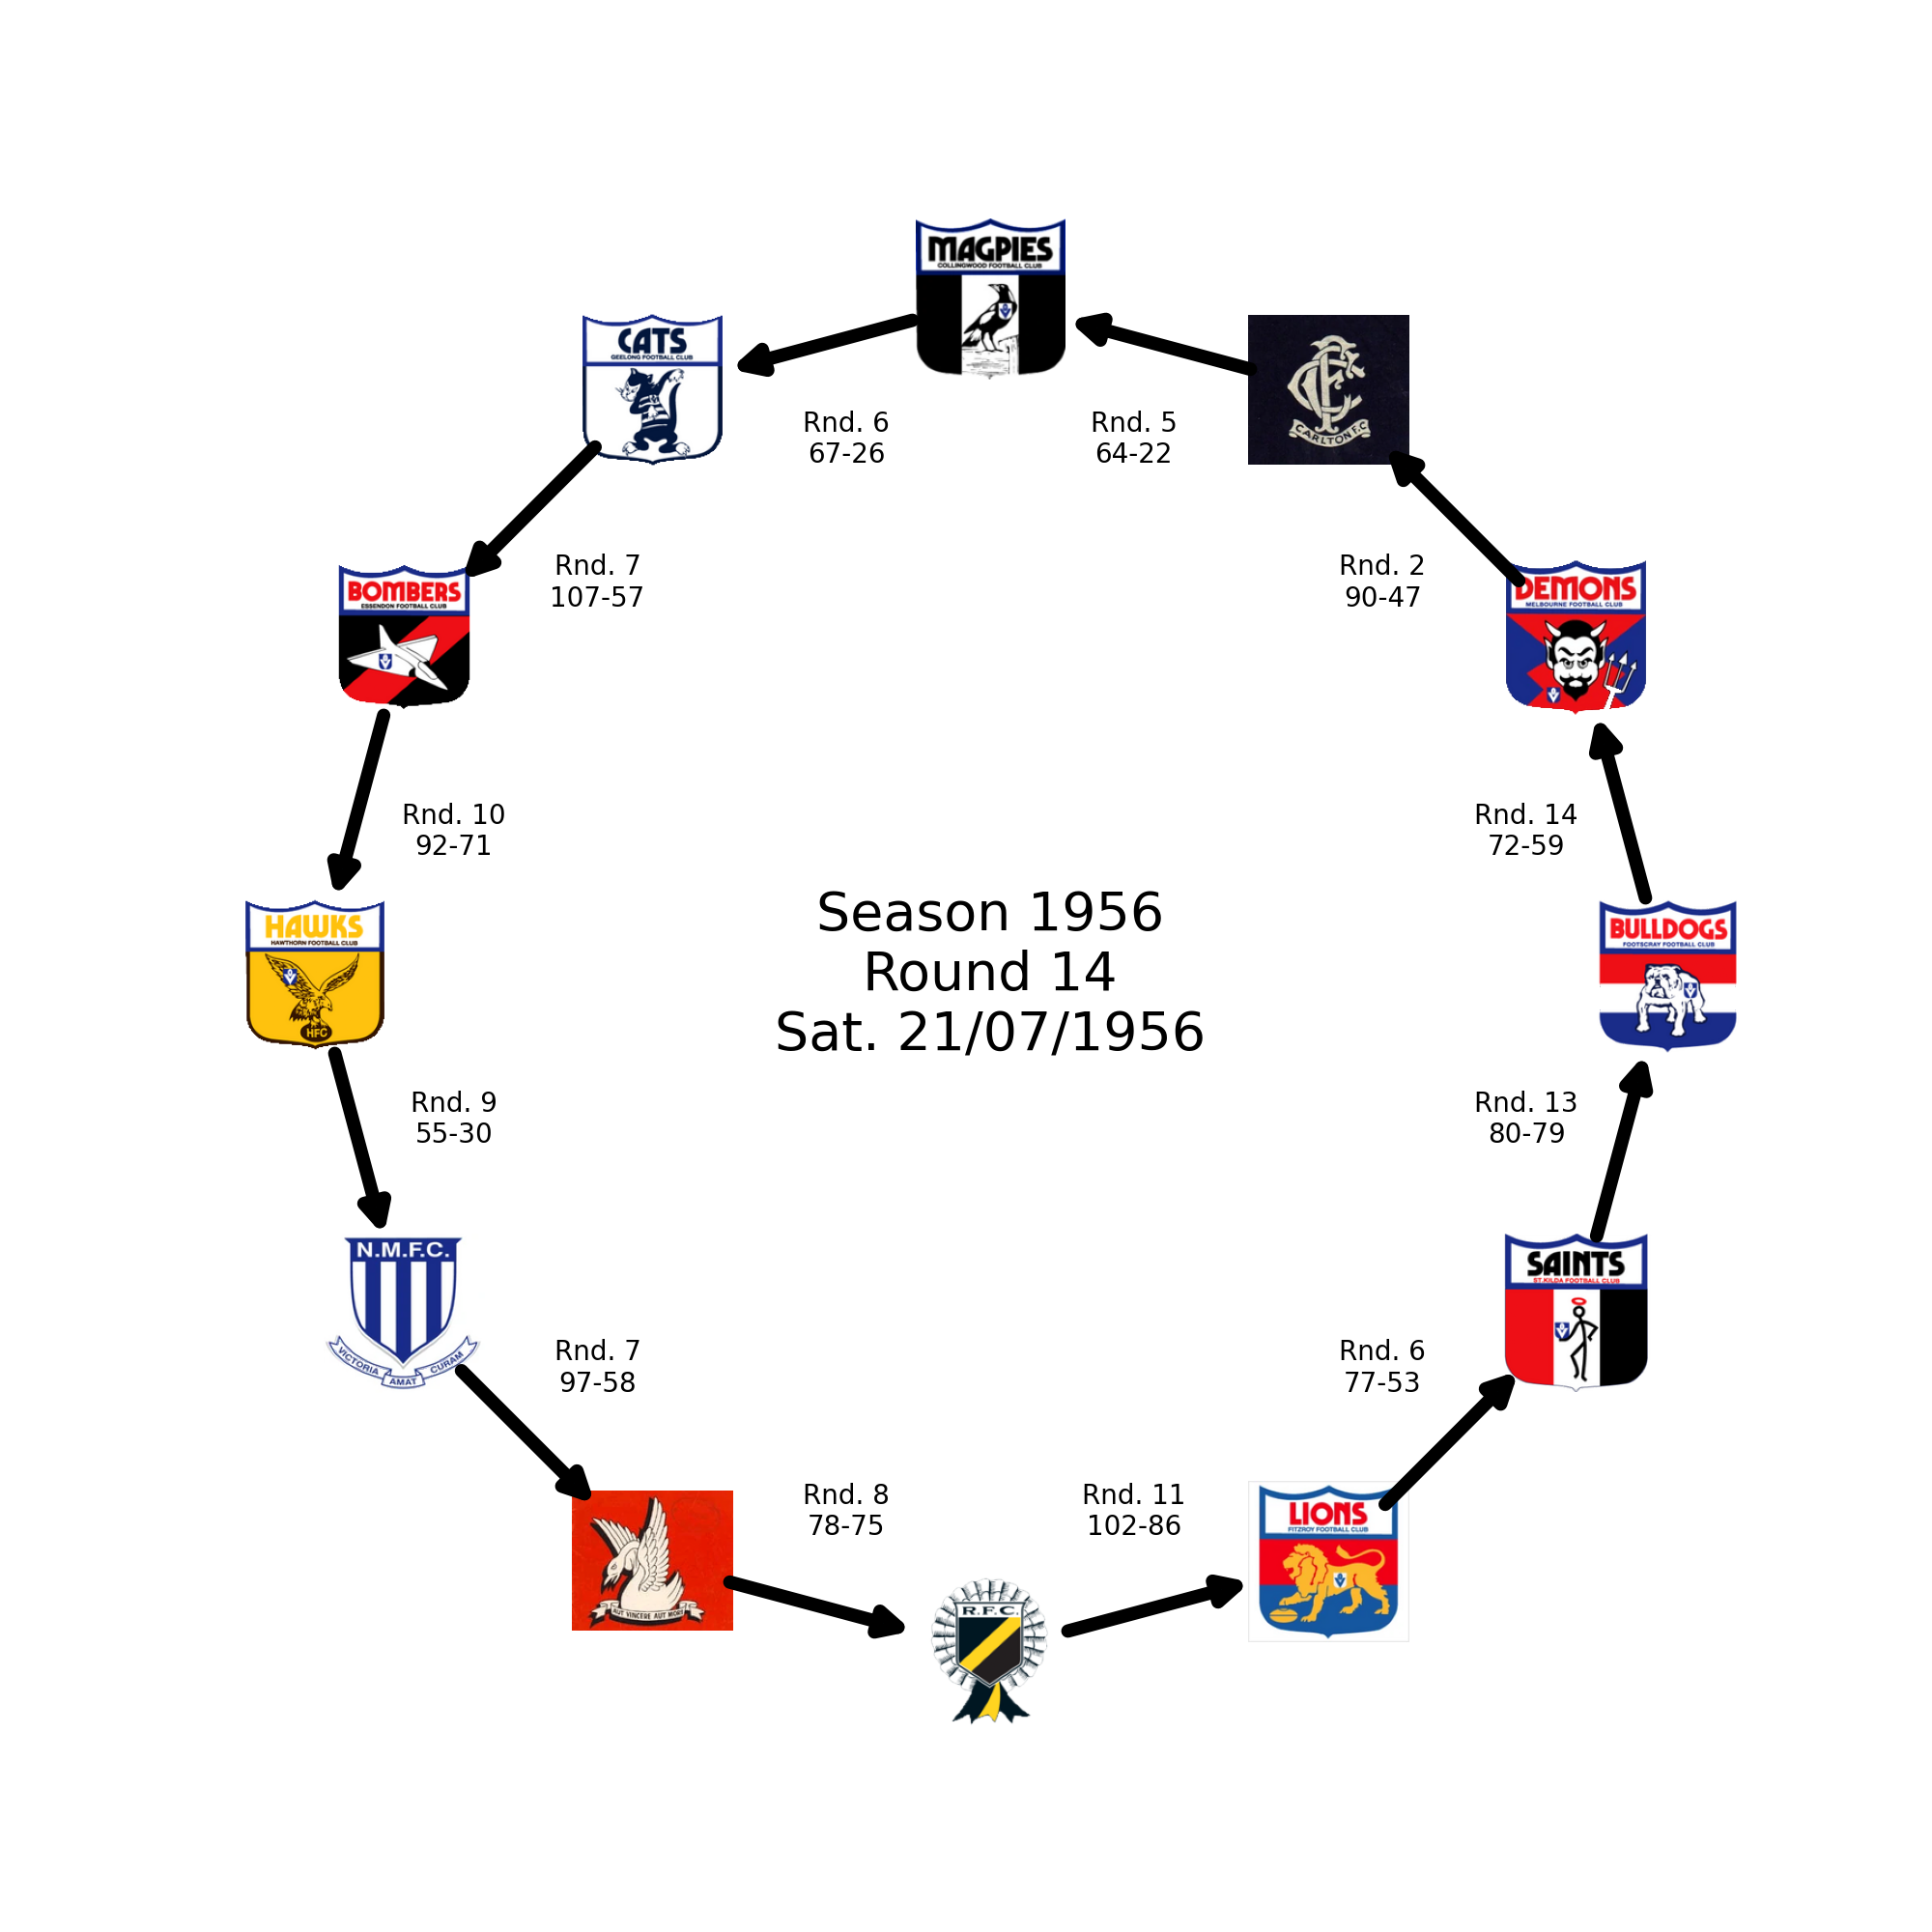 MAGPIES
COLLINGWOOD FOOTBALL CLUB
CATS
GEELONG FOOTBALL CLUB
CARLTON F.C
Rnd. 6
67-26
Rnd. 5
64-22
Rnd. 7
107-57
Rnd. 2
90-47
BOMBERS
ESSENDON FOOTBALL CLUB
DEMONS
MELBOURNE FOOTBALL CLUB
Rnd. 10
92-71
Rnd. 14
72-59
HAWKS
HAWTHORN FOOTBALL CLUB
HFC
Season 1956
Round 14
Sat. 21/07/1956
BULLDOGS
FOOTSCRAY FOOTBALL CLUB
Rnd. 9
55-30
Rnd. 13
80-79
N.M.F.C.
VICTORIA AMAT CURAM
SAINTS
ST.KILDA FOOTBALL CLUB
Rnd. 7
97-58
Rnd. 6
77-53
Rnd. 8
78-75
Rnd. 11
102-86
AUT VINCERE AUT MORI
R.F.C.
LIONS
FITZROY FOOTBALL CLUB